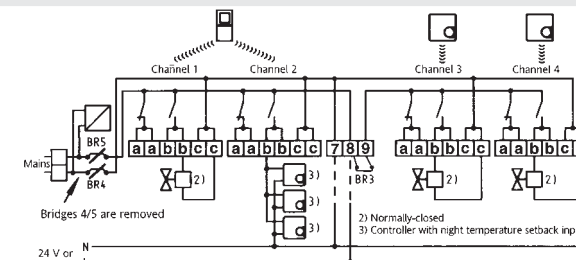 Channel 1
Channel 2
Channel 3
Channel 4
BR5
a a b b c c
a a b b c c
7 8 9
a a b b c c
a a b b c
Mains
BR4
2)
3)
BR3
2)
2)
3)
3)
Bridges 4/5 are removed
2) Normally-closed
3) Controller with night temperature setback inp
N
24 V or